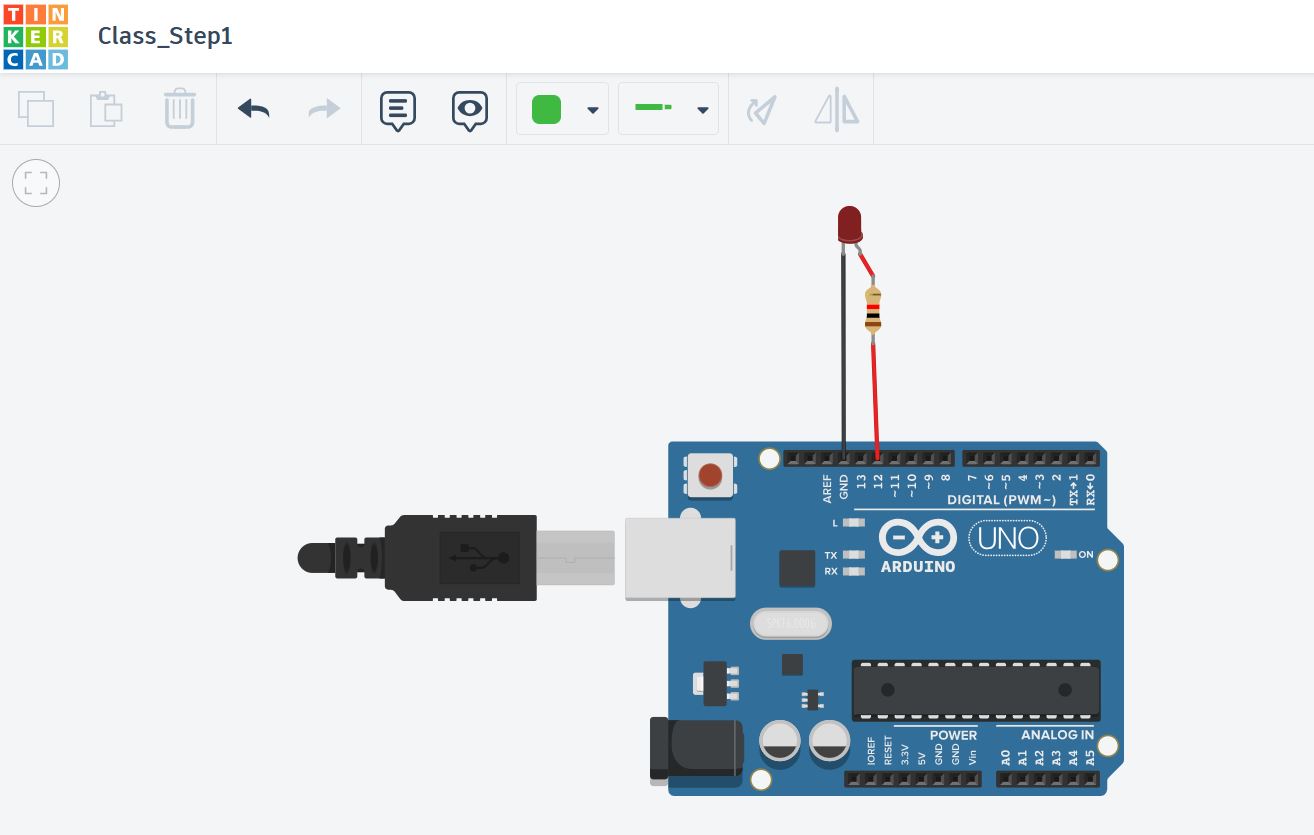 TIN
KER
CAD
Class_Step1
AREF
GND
13
12
~11
~10
~9
8
7
~6
~5
4
~3
2
TX→1
RX←0
DIGITAL (PWM~)
L
TX
RX
UNO
ON
ARDUINO
POWER
ANALOG IN
IOREF
RESET
3.3V
5V
GND
GND
Vin
A0
A1
A2
A3
A4
A5